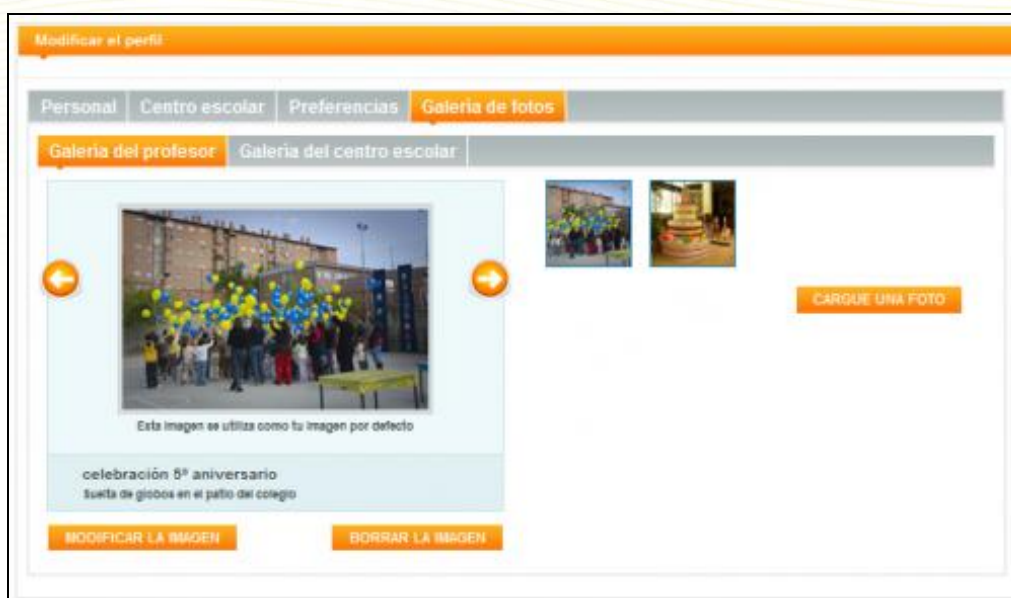 Modificar el perfil
Personal Centro escolar Preferencias Galería de fotos
Galería del profesor Galería del centro escolar
CARGUE UNA FOTO
Esta imagen se utiliza como tu imagen por defecto
celebración 5º aniversario
Suelta de globos en el patio del colegio
MODIFICAR LA IMAGEN BORRAR LA IMAGEN